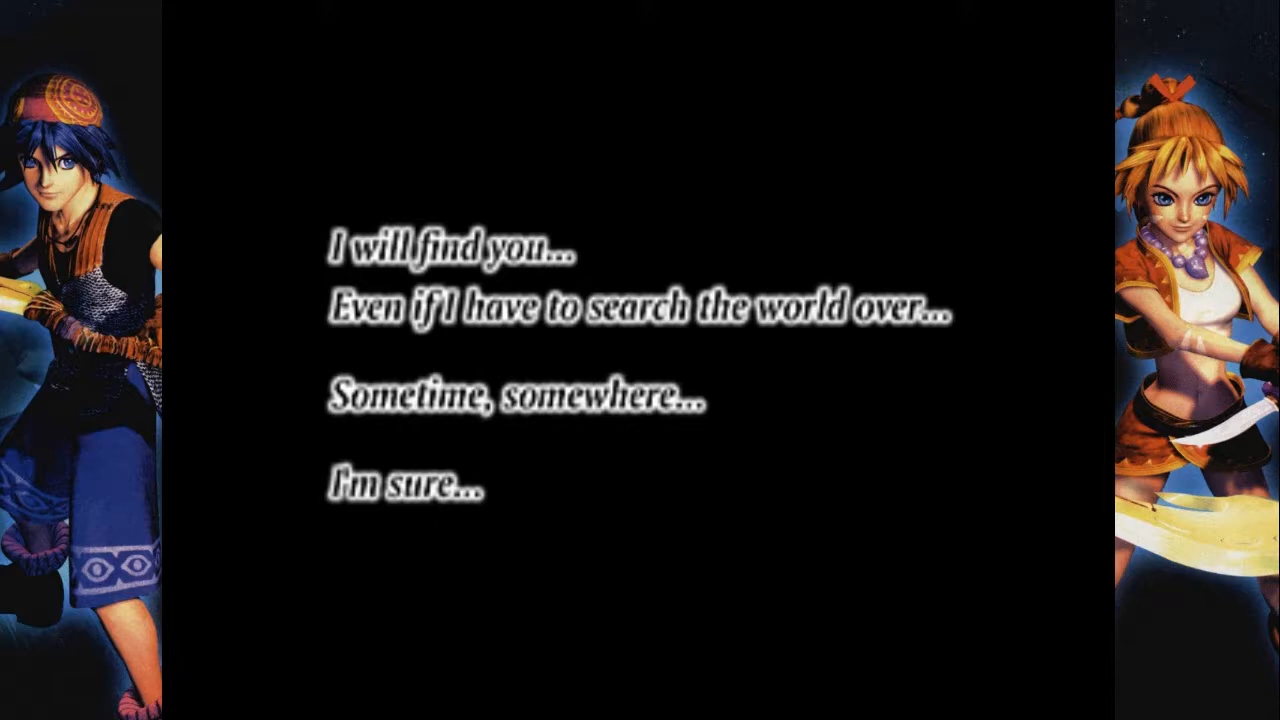 I will find you...
Even if I have to search the world over...
Sometime, somewhere...
I'm sure...